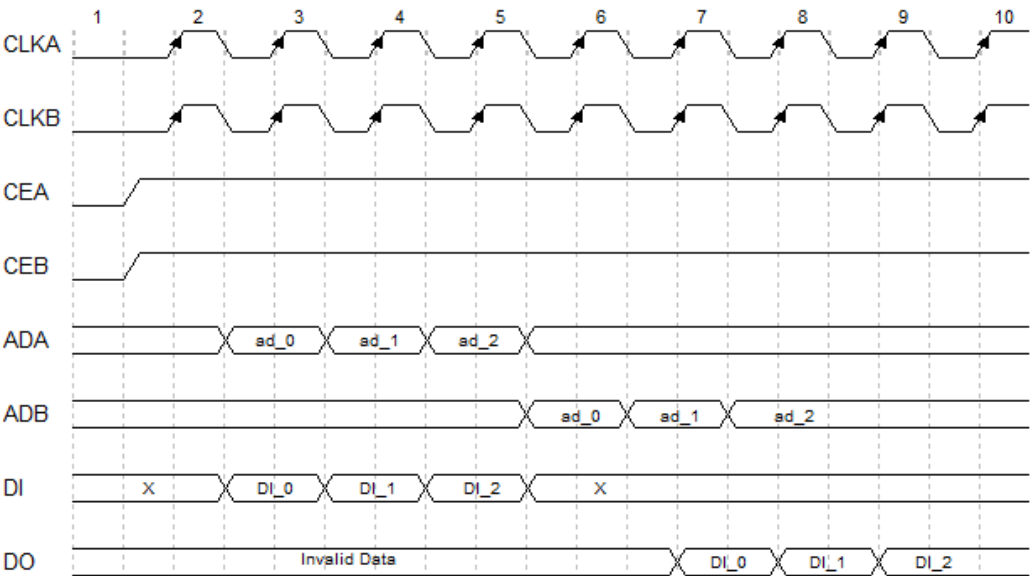 1 2 3 4 5 6 7 8 9 10
CLKA
CLKB
CEA
CEB
ADA ad_0 ad_1 ad_2
ADB ad_0 ad_1 ad_2
DI X DI_0 DI_1 DI_2 X
DO Invalid Data DI_0 DI_1 DI_2